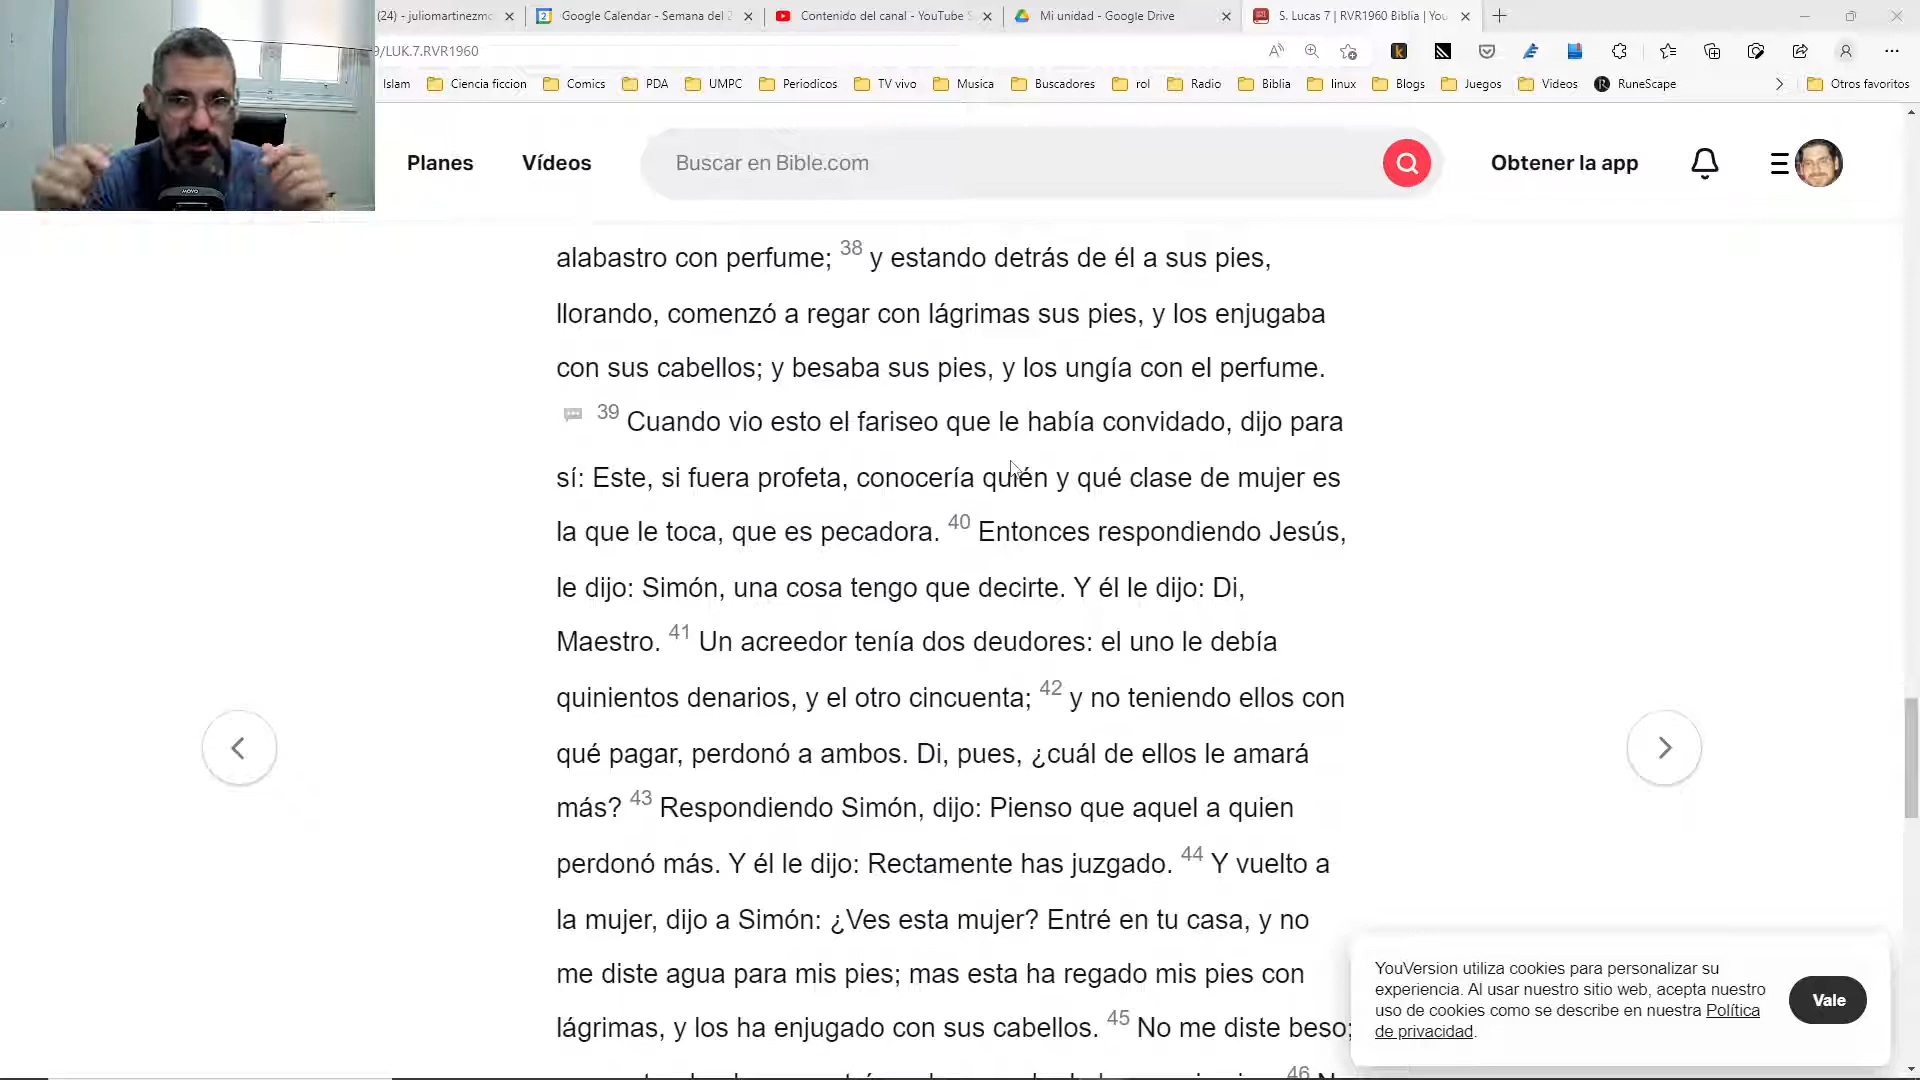 (24) - juliomartinezmo
Google Calendar - Semana del 2
Contenido del canal - YouTube S
Mi unidad - Google Drive
S. Lucas 7 | RVR1960 Biblia | You
9/LUK.7.RVR1960
Islam
Ciencia ficcion
Comics
PDA
UMPC
Periodicos
TV vivo
Musica
Buscadores
rol
Radio
Biblia
linux
Blogs
Juegos
Videos
RuneScape
Otros favoritos
Planes
Vídeos
Buscar en Bible.com
Obtener la app
MOVO
alabastro con perfume; 38 y estando detrás de él a sus pies,
llorando, comenzó a regar con lágrimas sus pies, y los enjugaba
con sus cabellos; y besaba sus pies, y los ungía con el perfume.
39 Cuando vio esto el fariseo que le había convidado, dijo para
sí: Este, si fuera profeta, conocería quién y qué clase de mujer es
la que le toca, que es pecadora. 40 Entonces respondiendo Jesús,
le dijo: Simón, una cosa tengo que decirte. Y él le dijo: Di,
Maestro. 41 Un acreedor tenía dos deudores: el uno le debía
quinientos denarios, y el otro cincuenta; 42 y no teniendo ellos con
qué pagar, perdonó a ambos. Di, pues, ¿cuál de ellos le amará
más? 43 Respondiendo Simón, dijo: Pienso que aquel a quien
perdonó más. Y él le dijo: Rectamente has juzgado. 44 Y vuelto a
la mujer, dijo a Simón: ¿Ves esta mujer? Entré en tu casa, y no
me diste agua para mis pies; mas esta ha regado mis pies con
lágrimas, y los ha enjugado con sus cabellos. 45 No me diste beso;
46
YouVersion utiliza cookies para personalizar su
experiencia. Al usar nuestro sitio web, acepta nuestro
uso de cookies como se describe en nuestra Política
de privacidad.
Vale